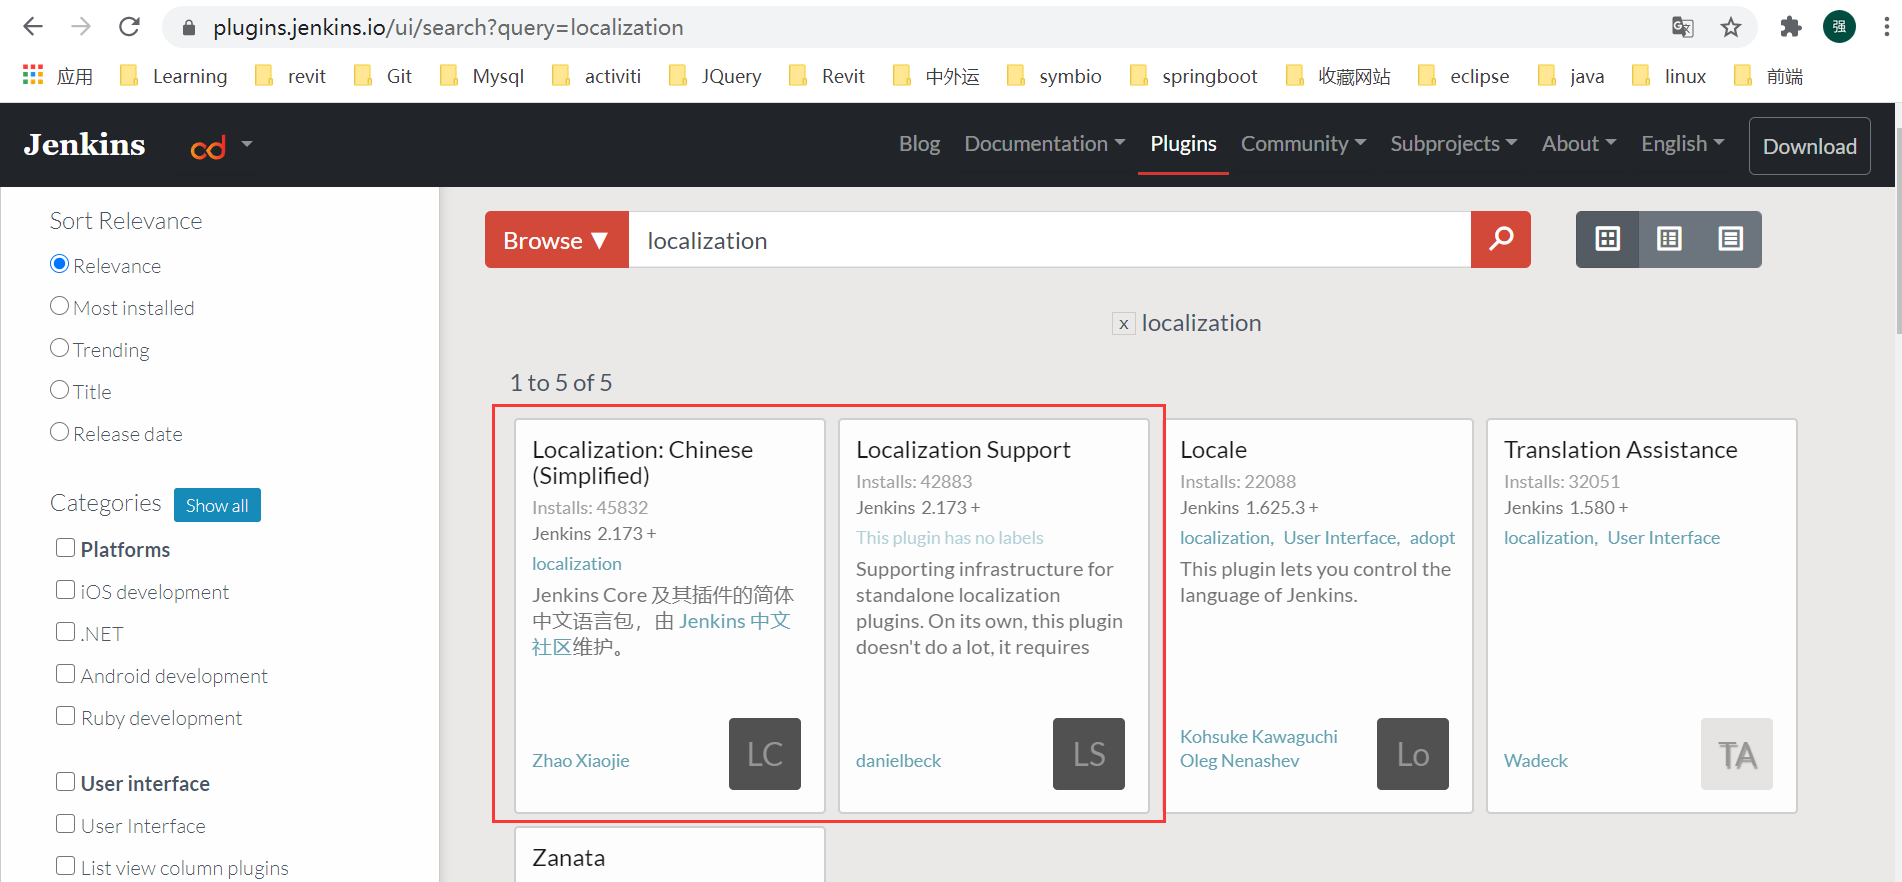 plugins.jenkins.io/ui/search?query=localization
强
应用 Learning revit Git Mysql activiti JQuery Revit 中外运 symbio springboot 收藏网站 eclipse java linux 前端
Jenkins cd Blog Documentation Plugins Community Subprojects About English Download
Sort Relevance
Relevance
Most installed
Trending
Title
Release date
Categories Show all
Platforms
iOS development
.NET
Android development
Ruby development
User interface
User Interface
List view column plugins
Browse ▼ localization
x localization
1 to 5 of 5
Localization: Chinese
(Simplified)
Installs: 45832
Jenkins 2.173 +
localization
Jenkins Core 及其插件的简体
中文语言包，由 Jenkins 中文
社区维护。
Zhao Xiaojie
LC
Localization Support
Installs: 42883
Jenkins 2.173 +
This plugin has no labels
Supporting infrastructure for
standalone localization
plugins. On its own, this plugin
doesn't do a lot, it requires
danielbeck
LS
Locale
Installs: 22088
Jenkins 1.625.3 +
localization, User Interface, adopt
This plugin lets you control the
language of Jenkins.
Kohsuke Kawaguchi
Oleg Nenashev
Lo
Translation Assistance
Installs: 32051
Jenkins 1.580 +
localization, User Interface
Wadeck
TA
Zanata